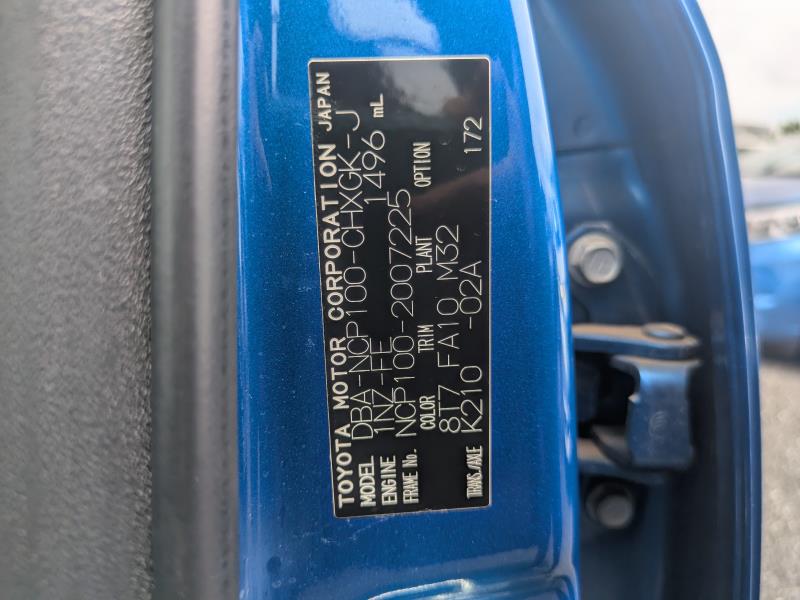 TOYOTA MOTOR CORPORATION JAPAN
MODEL DBA-NCP100-CHXGK-J
ENGINE 1NZ-FE 1496 mL
FRAME No. NCP100-2007225
COLOR TRIM PLANT OPTION
8T7 FA10 M32
TRANS./AXLE K210 -02A 172